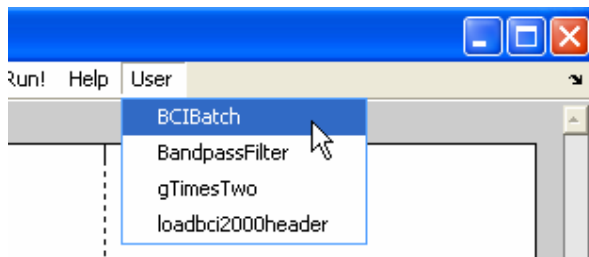 Run! Help User
BCIBatch
BandpassFilter
gTimesTwo
loadbci2000header